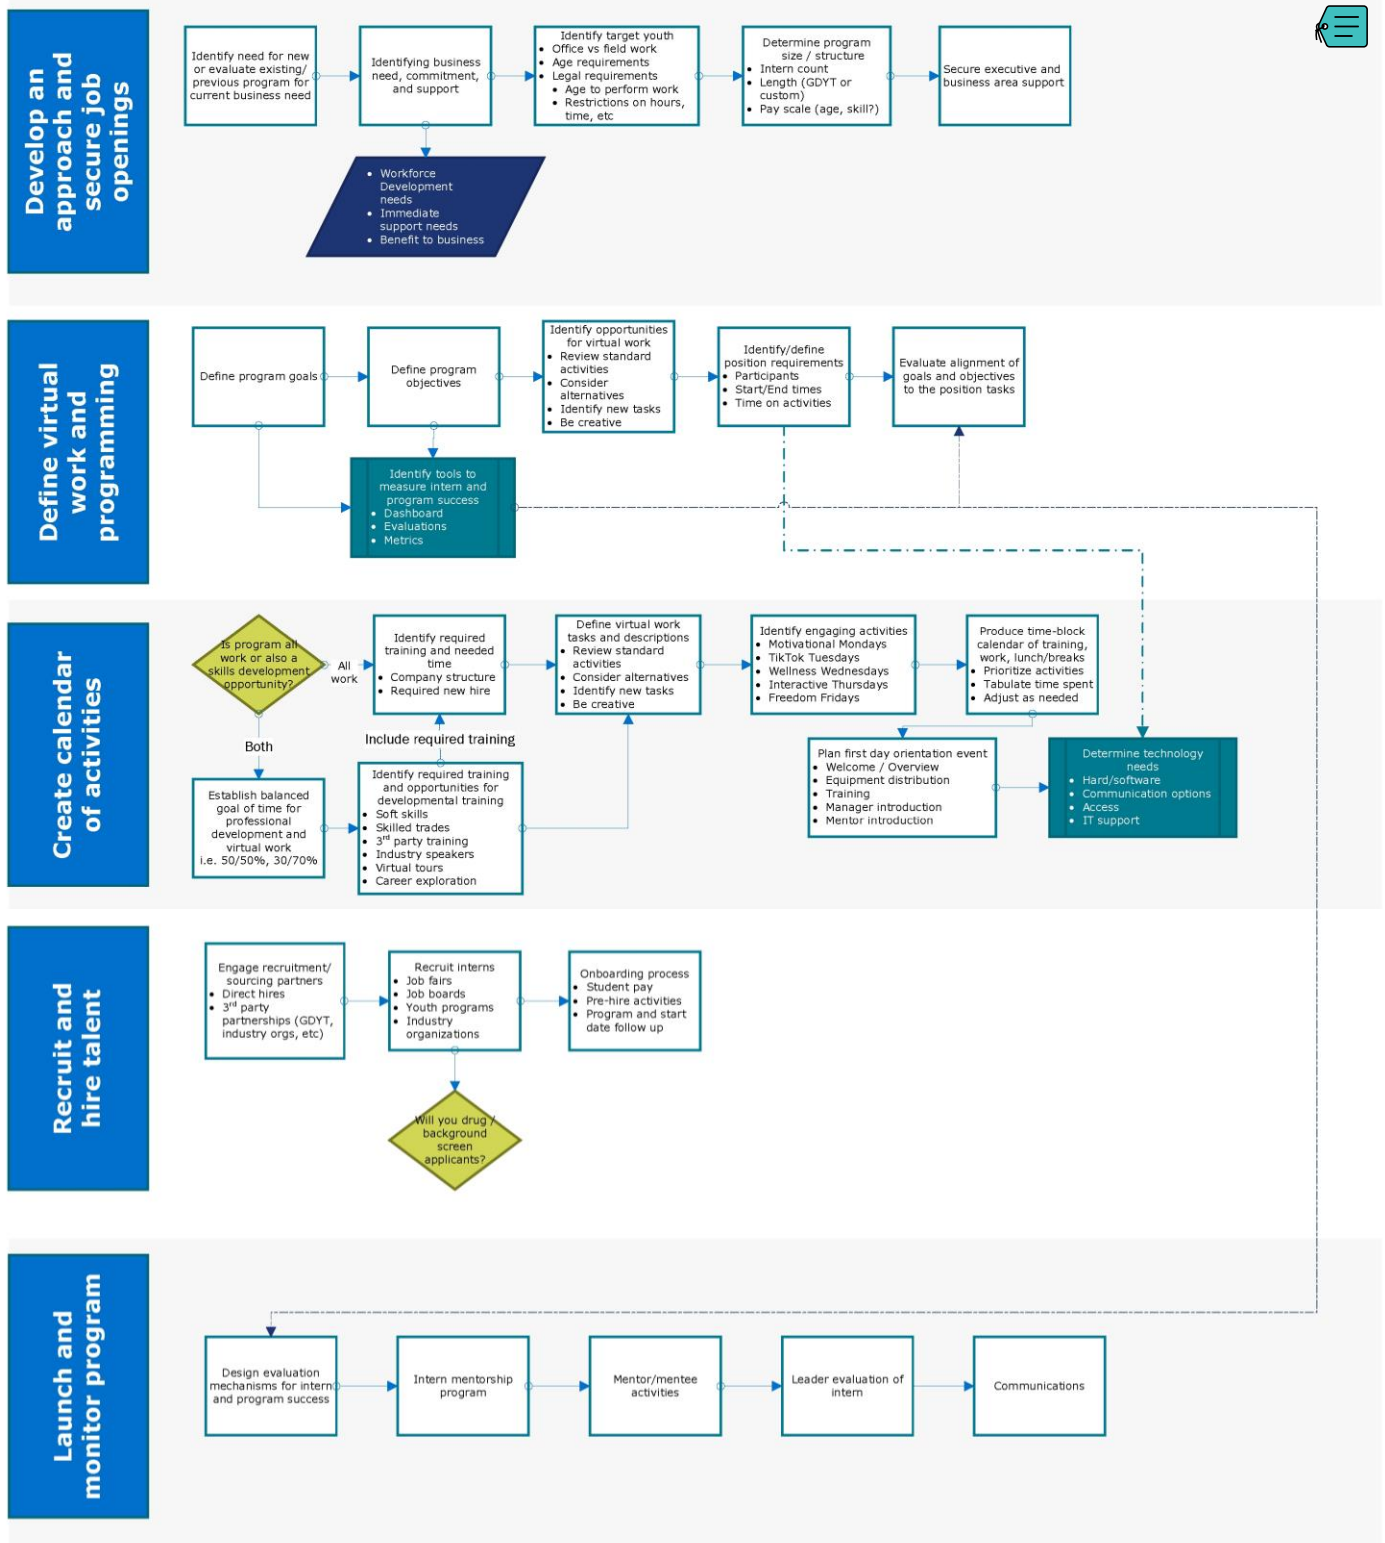 Develop an
approach and
secure job
openings
Identify need for new
or evaluate existing/
previous program for
current business need
Identifying business
need, commitment,
and support
Identify target youth
• Office vs field work
• Age requirements
• Legal requirements
• Age to perform work
• Restrictions on hours,
time, etc
Determine program
size / structure
• Intern count
• Length (GDYT or
custom)
• Pay scale (age, skill?)
Secure executive and
business area support
• Workforce
Development
needs
• Immediate
support needs
• Benefit to business
Define virtual
work and
programming
Define program goals
Define program
objectives
Identify opportunities
for virtual work
• Review standard
activities
• Consider
alternatives
• Identify new tasks
• Be creative
Identify/define
position requirements
• Participants
• Start/End times
• Time on activities
Evaluate alignment of
goals and objectives
to the position tasks
Identify tools to
measure intern and
program success
• Dashboard
• Evaluations
• Metrics
Create calendar
of activities
Is program all
work or also a
skills development
opportunity?
All
work
Identify required
training and needed
time
• Company structure
• Required new hire
Define virtual work
tasks and descriptions
• Review standard
activities
• Consider alternatives
• Identify new tasks
• Be creative
Identify engaging activities
• Motivational Mondays
• TikTok Tuesdays
• Wellness Wednesdays
• Interactive Thursdays
• Freedom Fridays
Produce time-block
calendar of training,
work, lunch/breaks
• Prioritize activities
• Tabulate time spent
• Adjust as needed
Both
Include required training
Establish balanced
goal of time for
professional
development and
virtual work
i.e. 50/50%, 30/70%
Identify required training
and opportunities for
developmental training
• Soft skills
• Skilled trades
• 3rd party training
• Industry speakers
• Virtual tours
• Career exploration
Plan first day orientation event
• Welcome / Overview
• Equipment distribution
• Training
• Manager introduction
• Mentor introduction
Determine technology
needs
• Hard/software
• Communication options
• Access
• IT support
Recruit and
hire talent
Engage recruitment/
sourcing partners
• Direct hires
• 3rd party
partnerships (GDYT,
industry orgs, etc)
Recruit interns
• Job fairs
• Job boards
• Youth programs
• Industry
organizations
Onboarding process
• Student pay
• Pre-hire activities
• Program and start
date follow up
Will you drug /
background
screen
applicants?
Launch and
monitor program
Design evaluation
mechanisms for intern
and program success
Intern mentorship
program
Mentor/mentee
activities
Leader evaluation of
intern
Communications